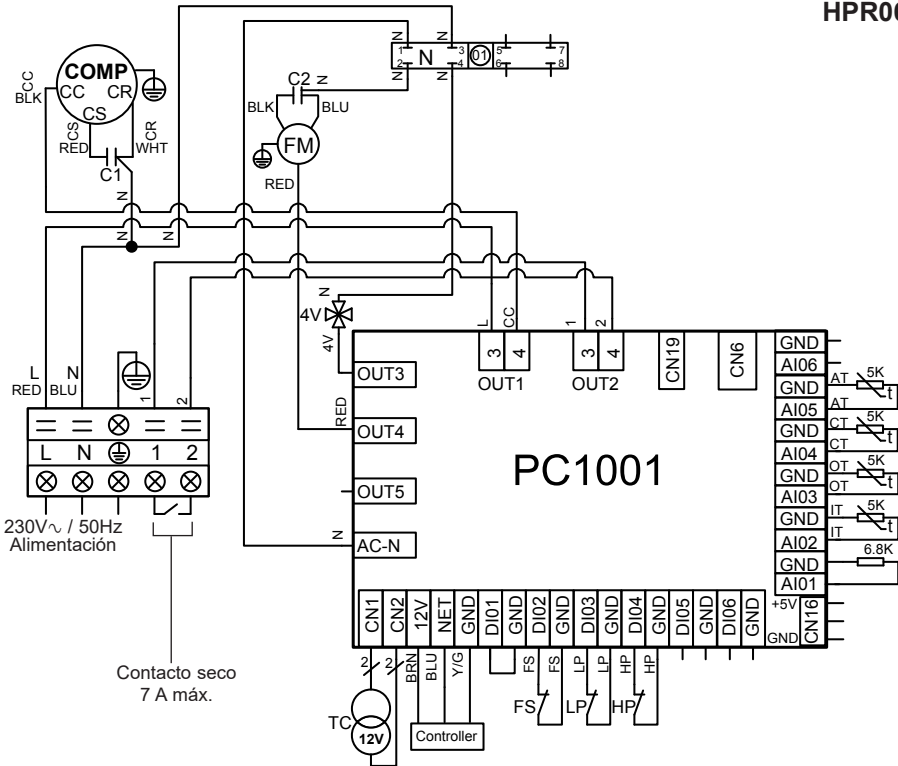 HPR06
N
N
1
3
N
01
5
7
2
4
6
8
N
N
COMP
CC
CR
CS
CC
BLK
CS
RED
CR
WHT
C1
N
N
N
N
C2
N
BLK
BLU
FM
RED
N
4V
4V
L
CC
1
2
3
4
OUT1
3
4
OUT2
CN19
CN6
L
RED
N
BLU
1
2
L
N
1
2
230V~ / 50Hz
Alimentación
Contacto seco
7 A máx.
OUT3
RED
OUT4
OUT5
N
AC-N
PC1001
GND
AI06
GND
AT
5K
t
AI05
AT
GND
CT
5K
t
AI04
CT
GND
OT
5K
t
AI03
OT
GND
IT
5K
t
AI02
IT
GND
6.8K
AI01
+5V
CN16
GND
CN1
CN2
12V
NET
GND
DI01
GND
DI02
GND
DI03
GND
DI04
GND
DI05
GND
DI06
GND
2
2
BRN
BLU
Y/G
FS
FS
LP
LP
HP
HP
FS
LP
HP
TC
12V
Controller